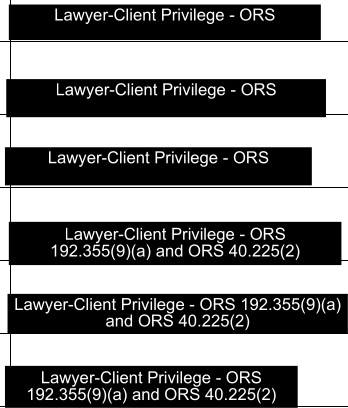 Lawyer-Client Privilege - ORS
Lawyer-Client Privilege - ORS
Lawyer-Client Privilege - ORS
Lawyer-Client Privilege - ORS
192.355(9)(a) and ORS 40.225(2)
Lawyer-Client Privilege - ORS 192.355(9)(a)
and ORS 40.225(2)
Lawyer-Client Privilege - ORS
192.355(9)(a) and ORS 40.225(2)